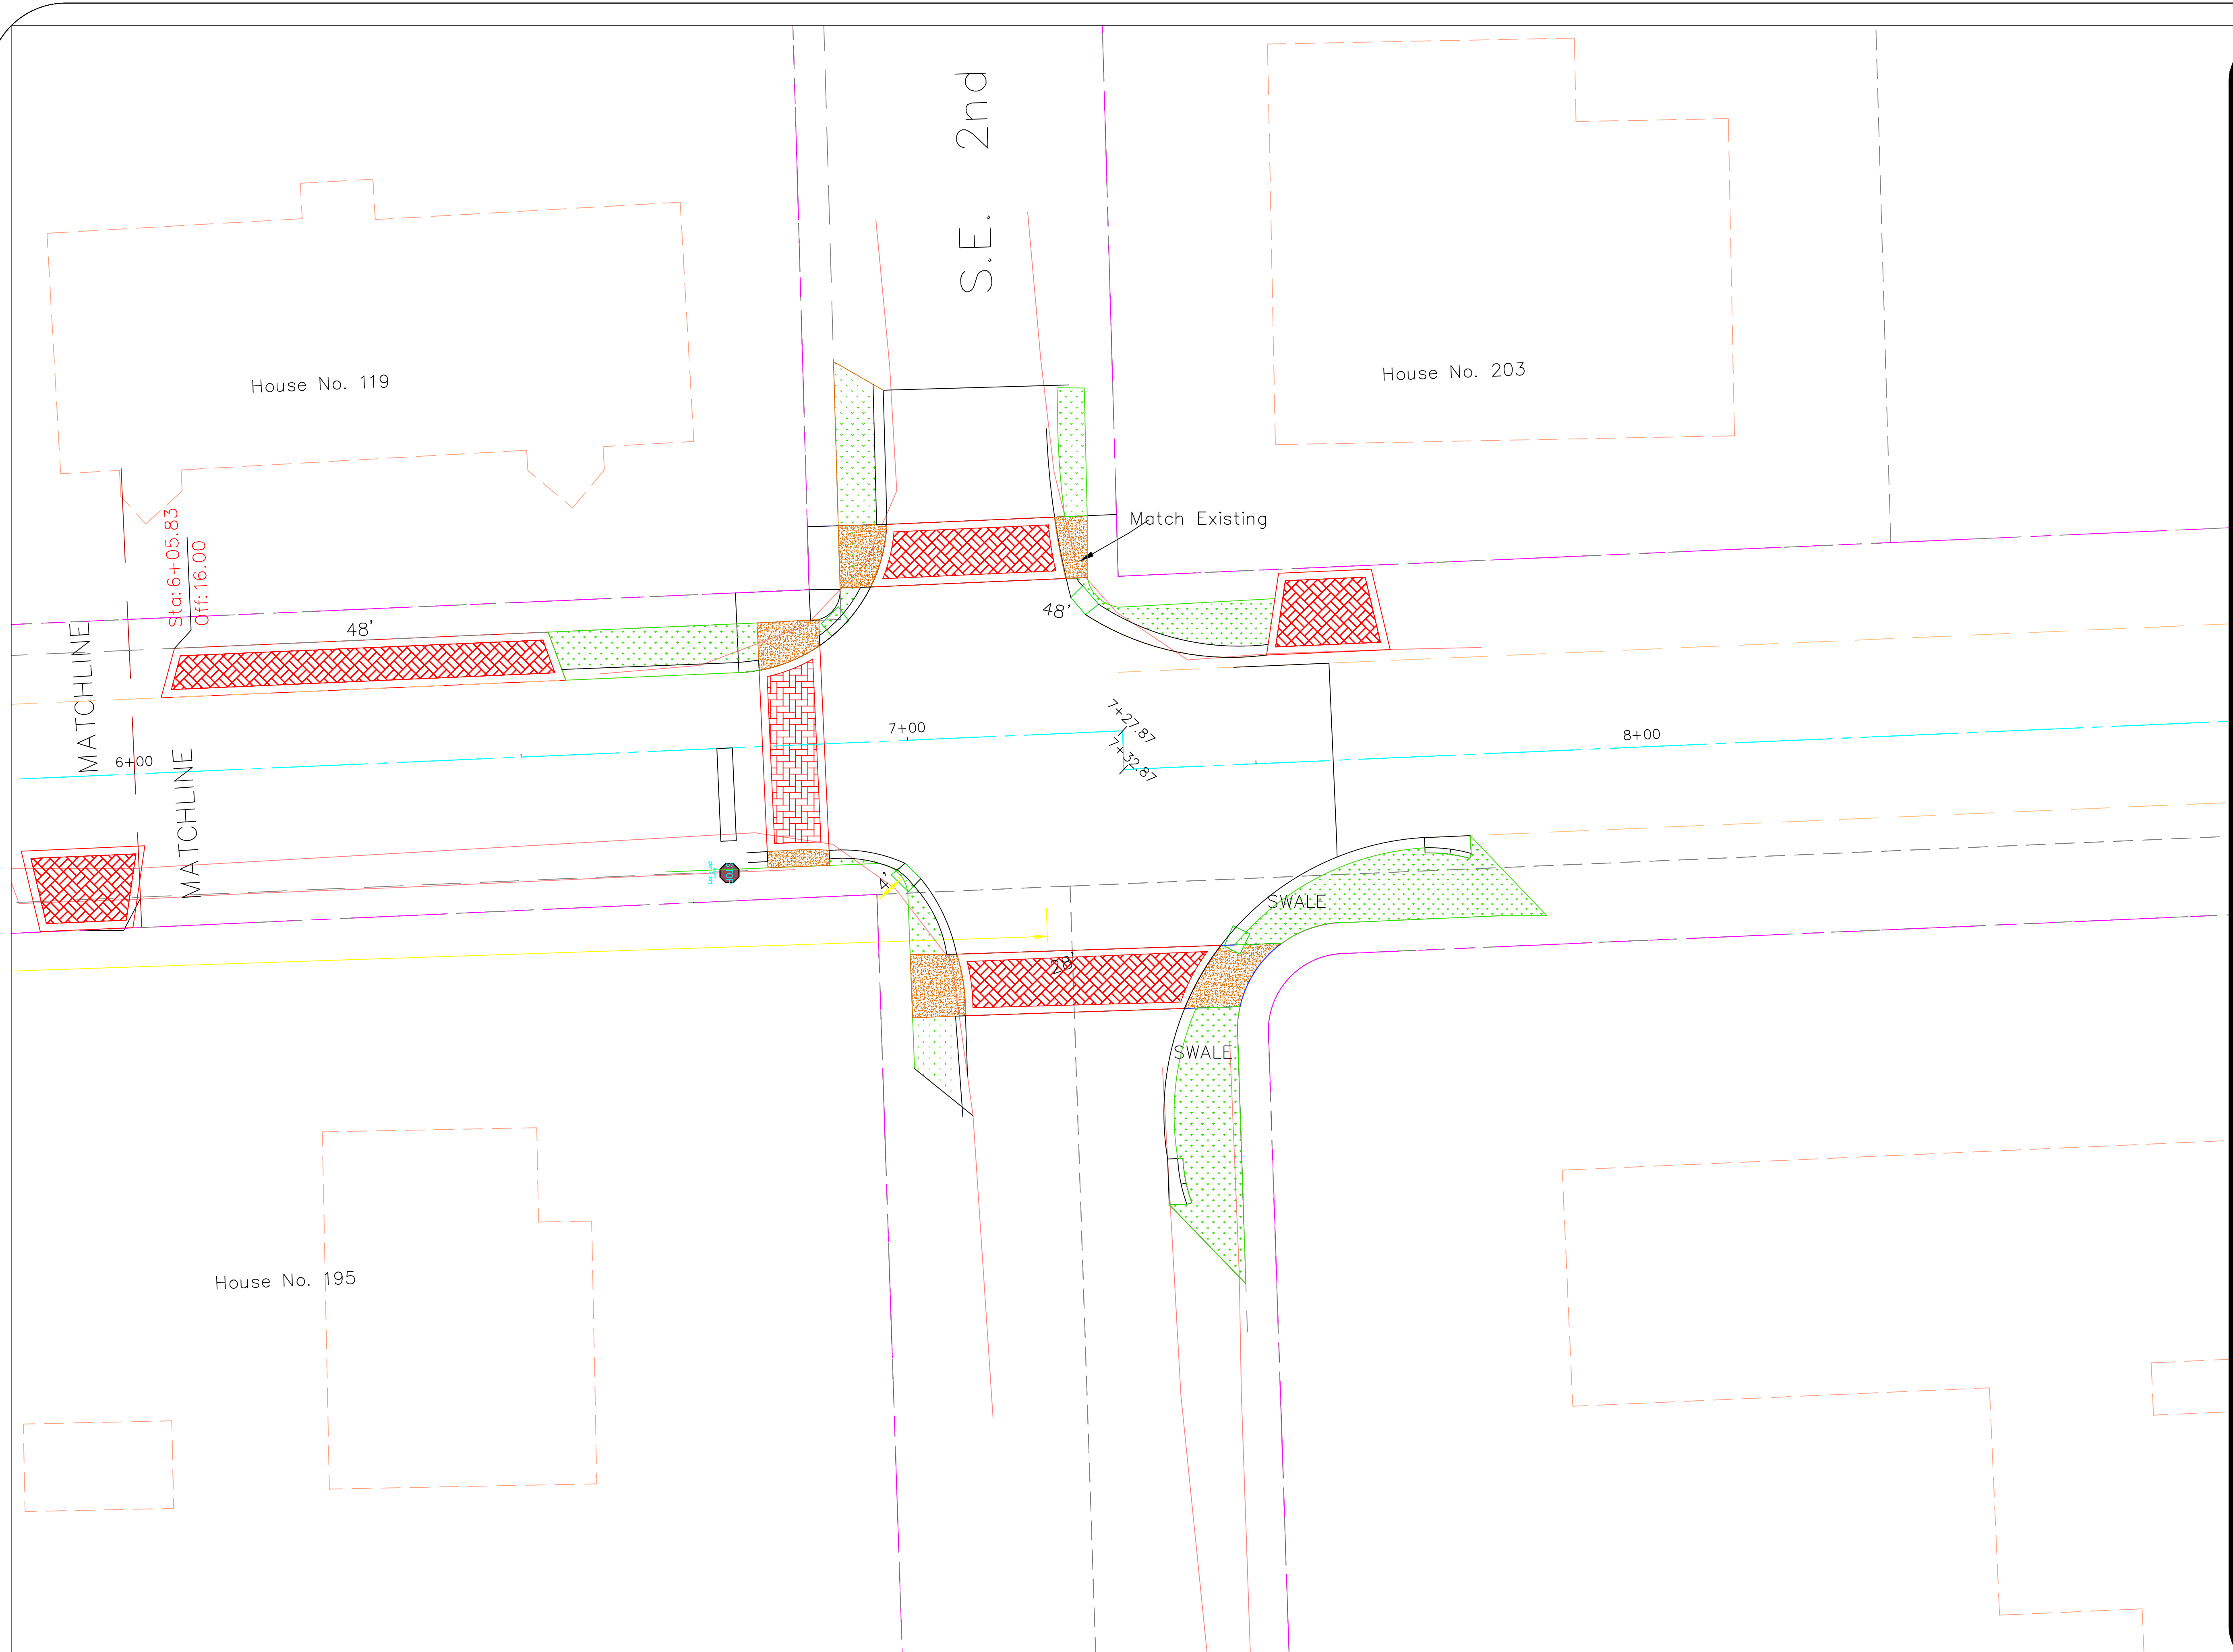 S.E. 2nd
House No. 119
House No. 203
Match Existing
Sta: 6+05.83
Off: 16.00
48'
48'
MATCHLINE
MATCHLINE
6+00
7+00
7+27.87
7+32.87
8+00
4'
SWALE
28'
SWALE
House No. 195